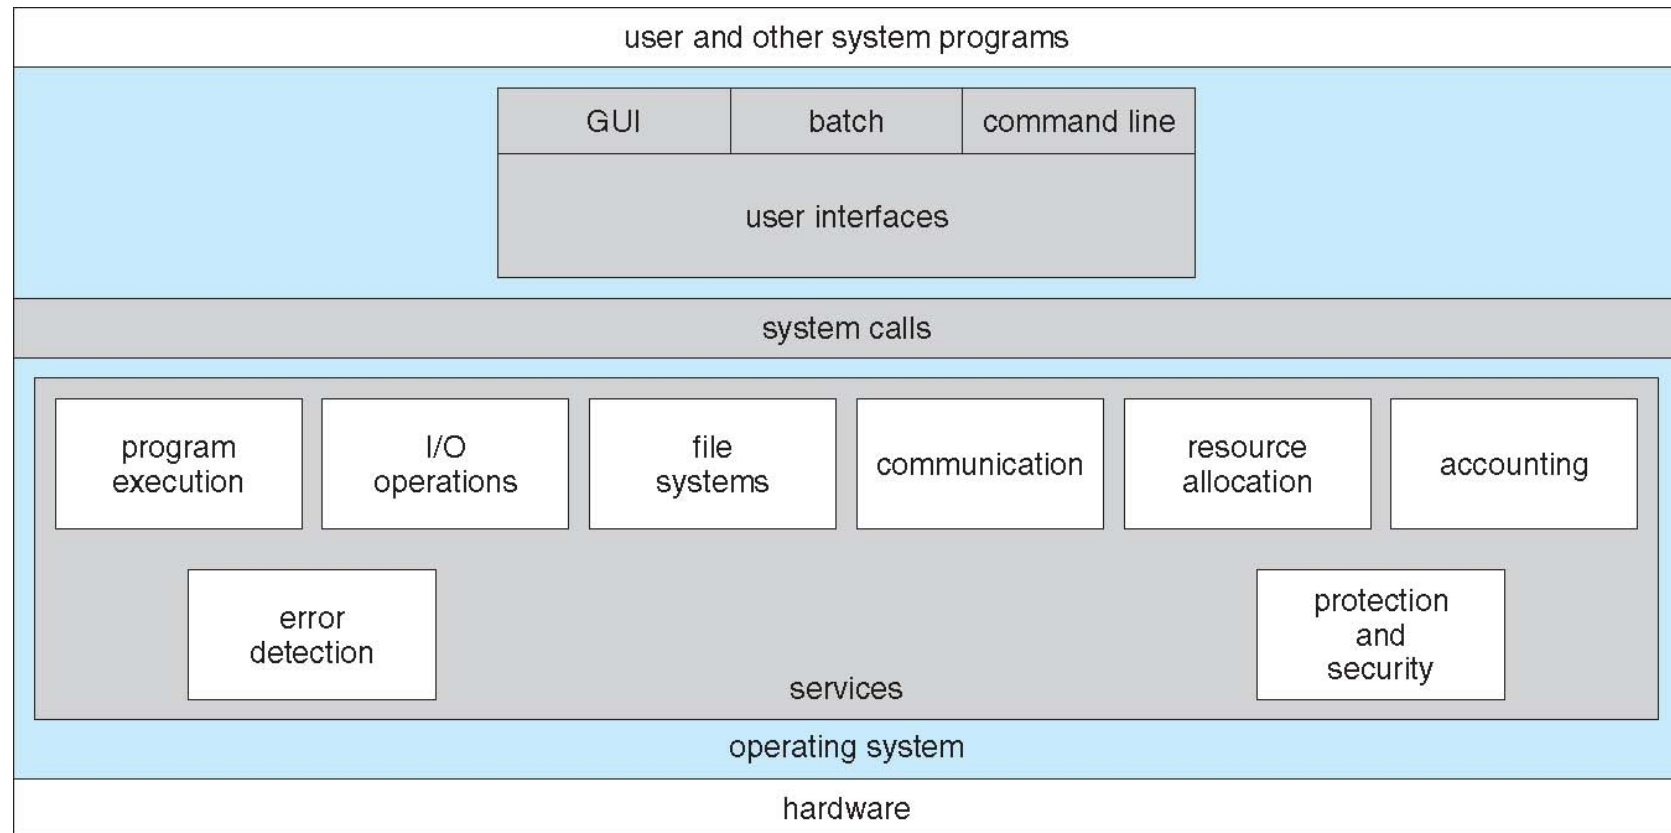 user and other system programs
GUI
batch
command line
user interfaces
system calls
program
execution
I/O
operations
file
systems
communication
resource
allocation
accounting
error
detection
protection
and
security
services
operating system
hardware